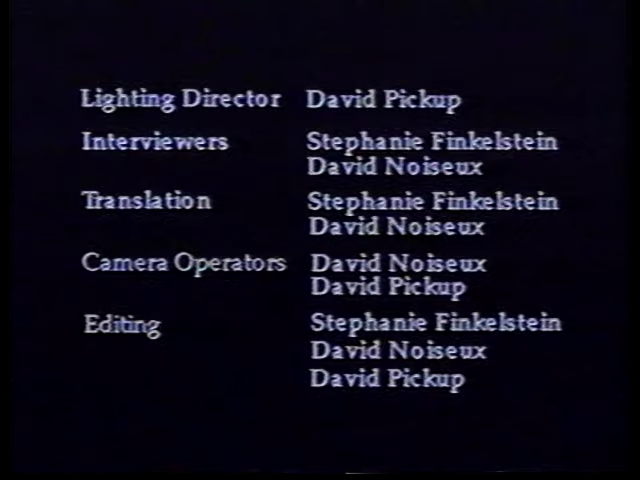 Lighting Director David Pickup
Interviewers Stephanie Finkelstein
David Noiseux
Translation Stephanie Finkelstein
David Noiseux
Camera Operators David Noiseux
David Pickup
Editing Stephanie Finkelstein
David Noiseux
David Pickup